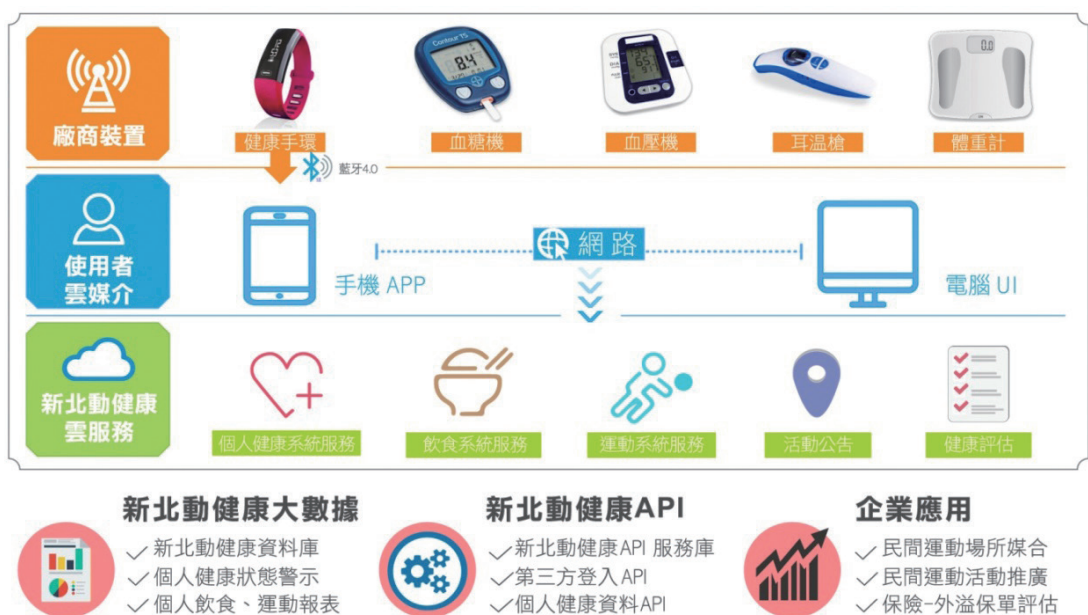 廠商裝置
Contour TS
8.4
0.0
健康手環
血糖機
血壓機
耳温槍
體重計
藍牙4.0
使用者
雲媒介
手機 APP
網路
電腦 UI
新北動健康
雲服務
個人健康系統服務
飲食系統服務
運動系統服務
活動公告
健康評估
新北動健康大數據
新北動健康資料庫
個人健康狀態警示
個人飲食、運動報表
新北動健康API
新北動健康API 服務庫
第三方登入API
個人健康資料API
企業應用
民間運動場所媒合
民間運動活動推廣
保險-外溢保單評估